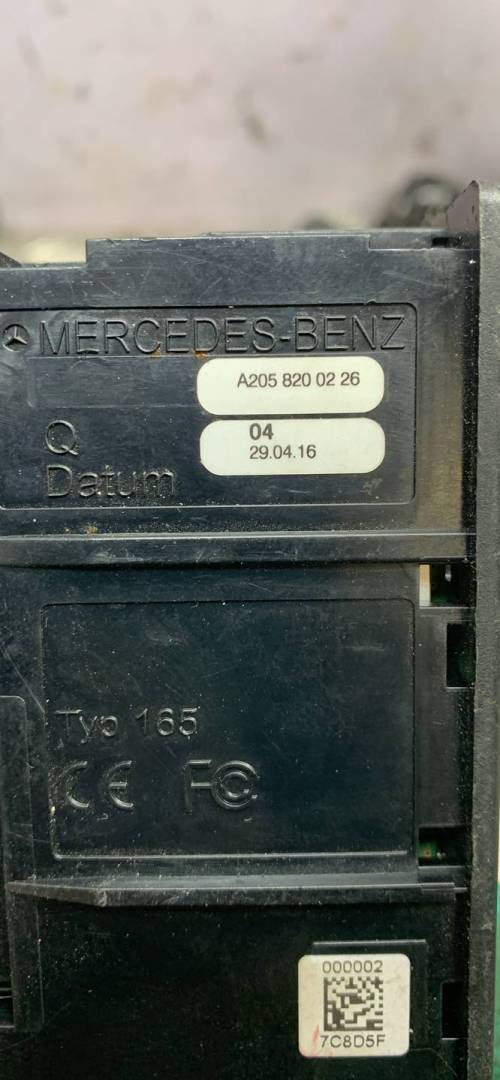 MERCEDES-BENZ
A205 820 02 26
Q
04
Datum
29.04.16
Typ 165
CE FC
000002
7C8D5F